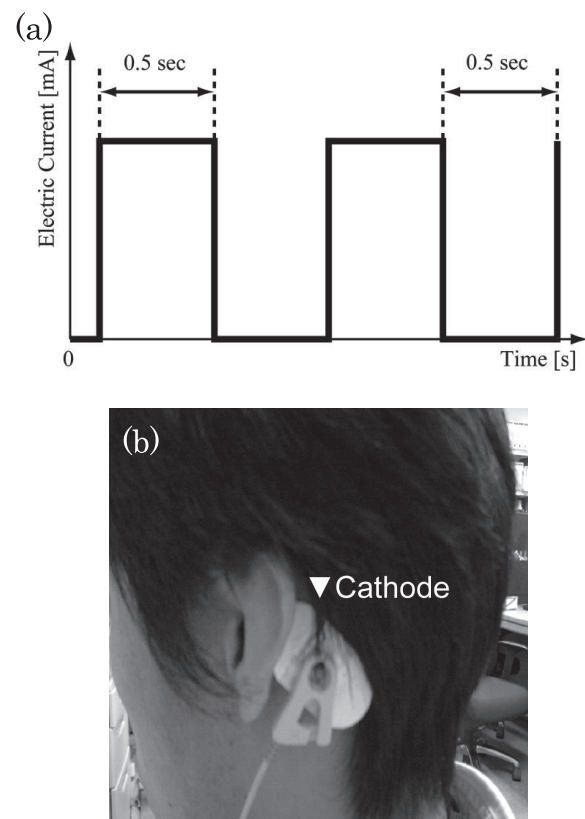 (a)
Electric Current [mA]
0.5 sec
0.5 sec
0
Time [s]
(b)
▼Cathode